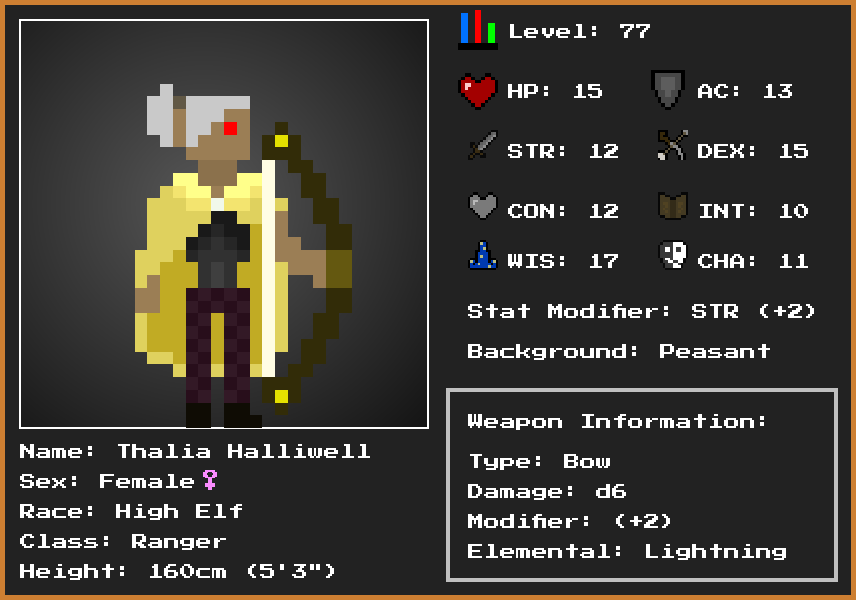 Level: 77
HP: 15 AC: 13
STR: 12 DEX: 15
CON: 12 INT: 10
WIS: 17 CHA: 11
Stat Modifier: STR (+2)
Background: Peasant
Weapon Information:
Type: Bow
Damage: d6
Modifier: (+2)
Elemental: Lightning
Name: Thalia Halliwell
Sex: Female♀
Race: High Elf
Class: Ranger
Height: 160cm (5'3")